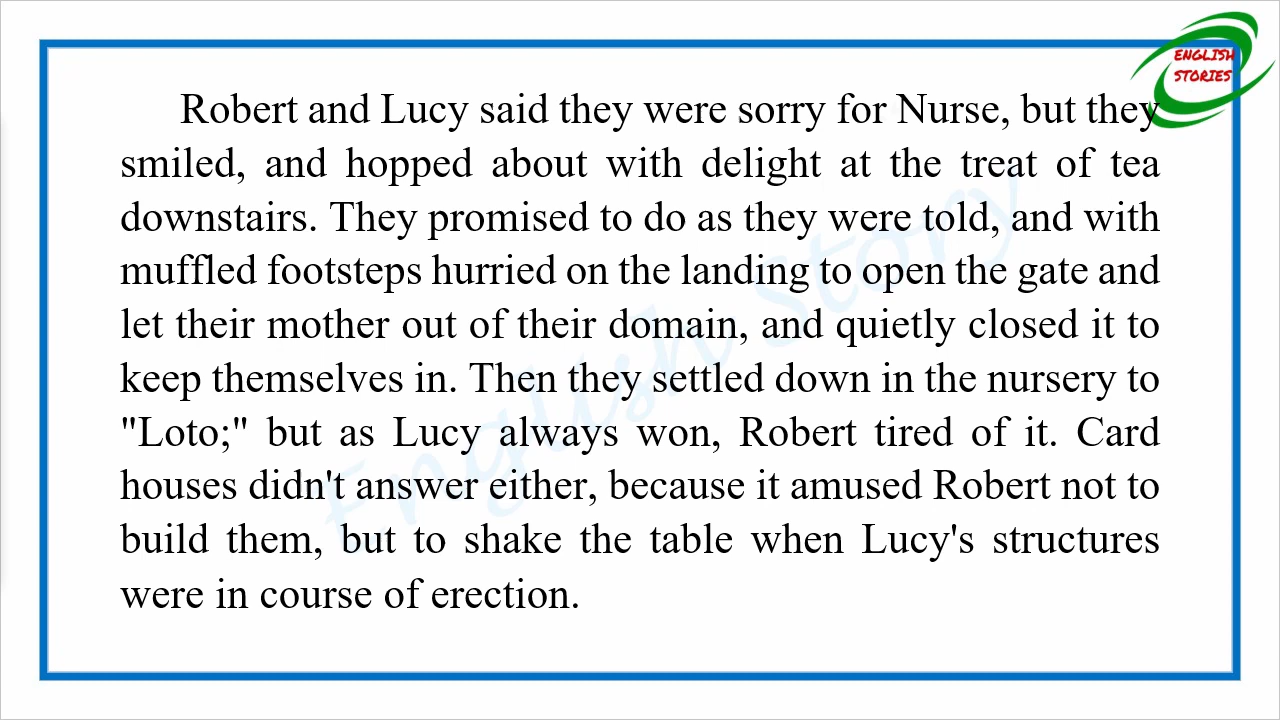 ENGLISH
STORIES
Robert and Lucy said they were sorry for Nurse, but they
smiled, and hopped about with delight at the treat of tea
downstairs. They promised to do as they were told, and with
muffled footsteps hurried on the landing to open the gate and
let their mother out of their domain, and quietly closed it to
keep themselves in. Then they settled down in the nursery to
"Loto;" but as Lucy always won, Robert tired of it. Card
houses didn't answer either, because it amused Robert not to
build them, but to shake the table when Lucy's structures
were in course of erection.
English Story